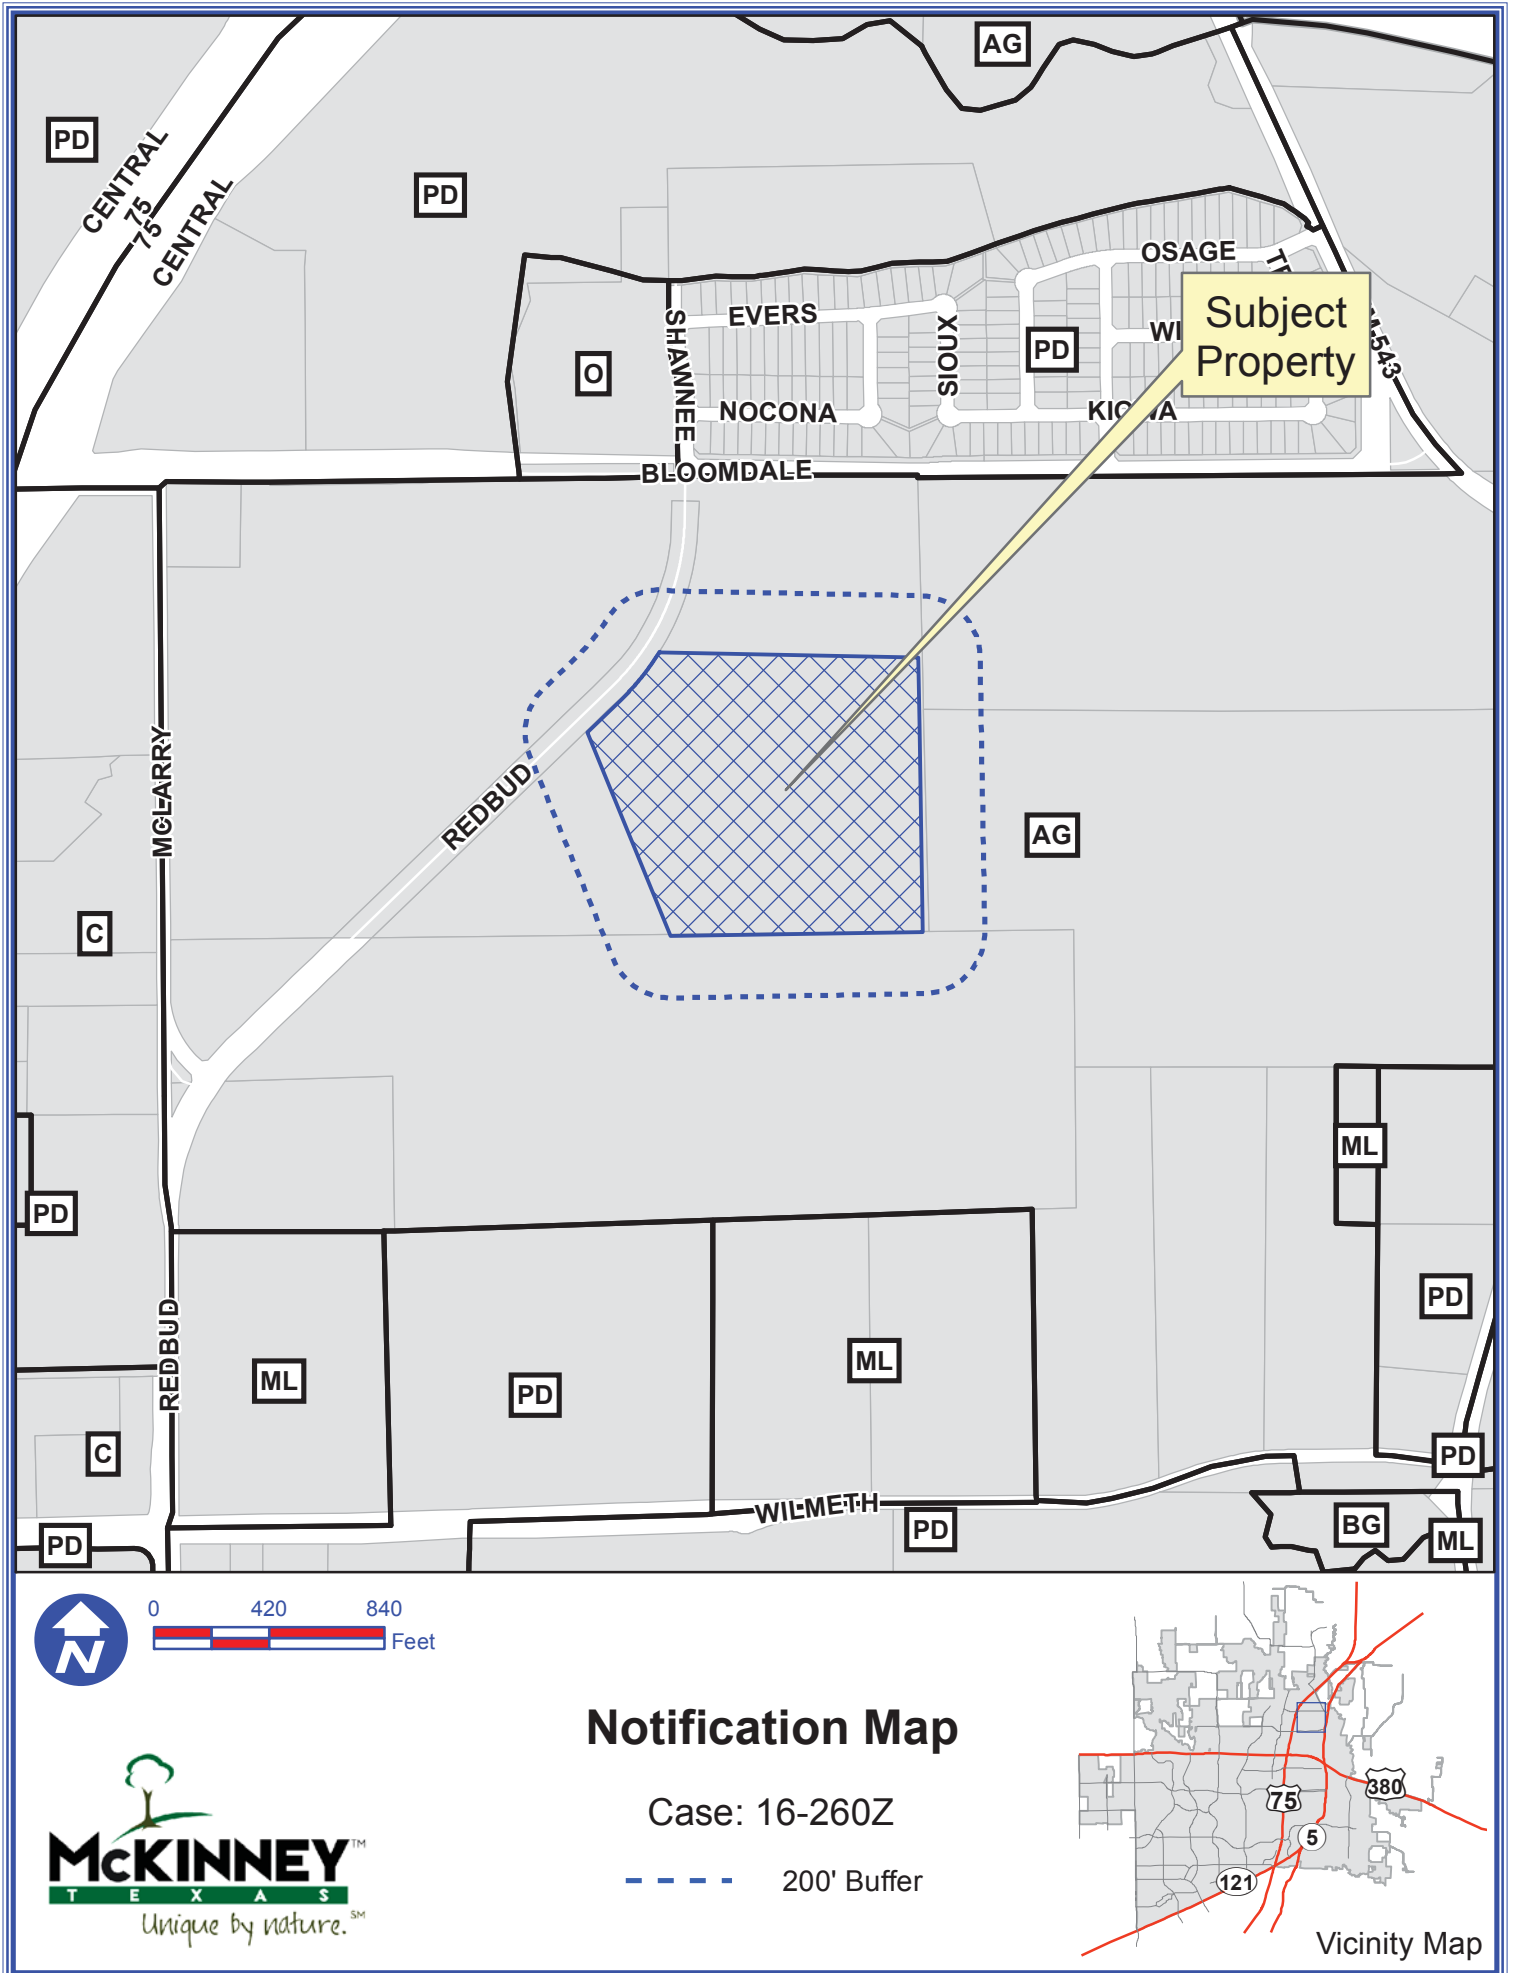 AG
PD
CENTRAL
75
75
CENTRAL
PD
OSAGE
Subject
Property
EVERS
SHAWNEE
SIOUX
PD
O
NOCONA
BLOOMDALE
MCLARRY
REDBUD
AG
C
ML
PD
PD
REDBUD
ML
ML
PD
C
PD
WILMETH
PD
BG
ML
PD
0 420 840
Feet
N
Notification Map
Case: 16-260Z
200' Buffer
McKINNEY™
TEXAS
Unique by nature.℠
75
380
5
121
Vicinity Map